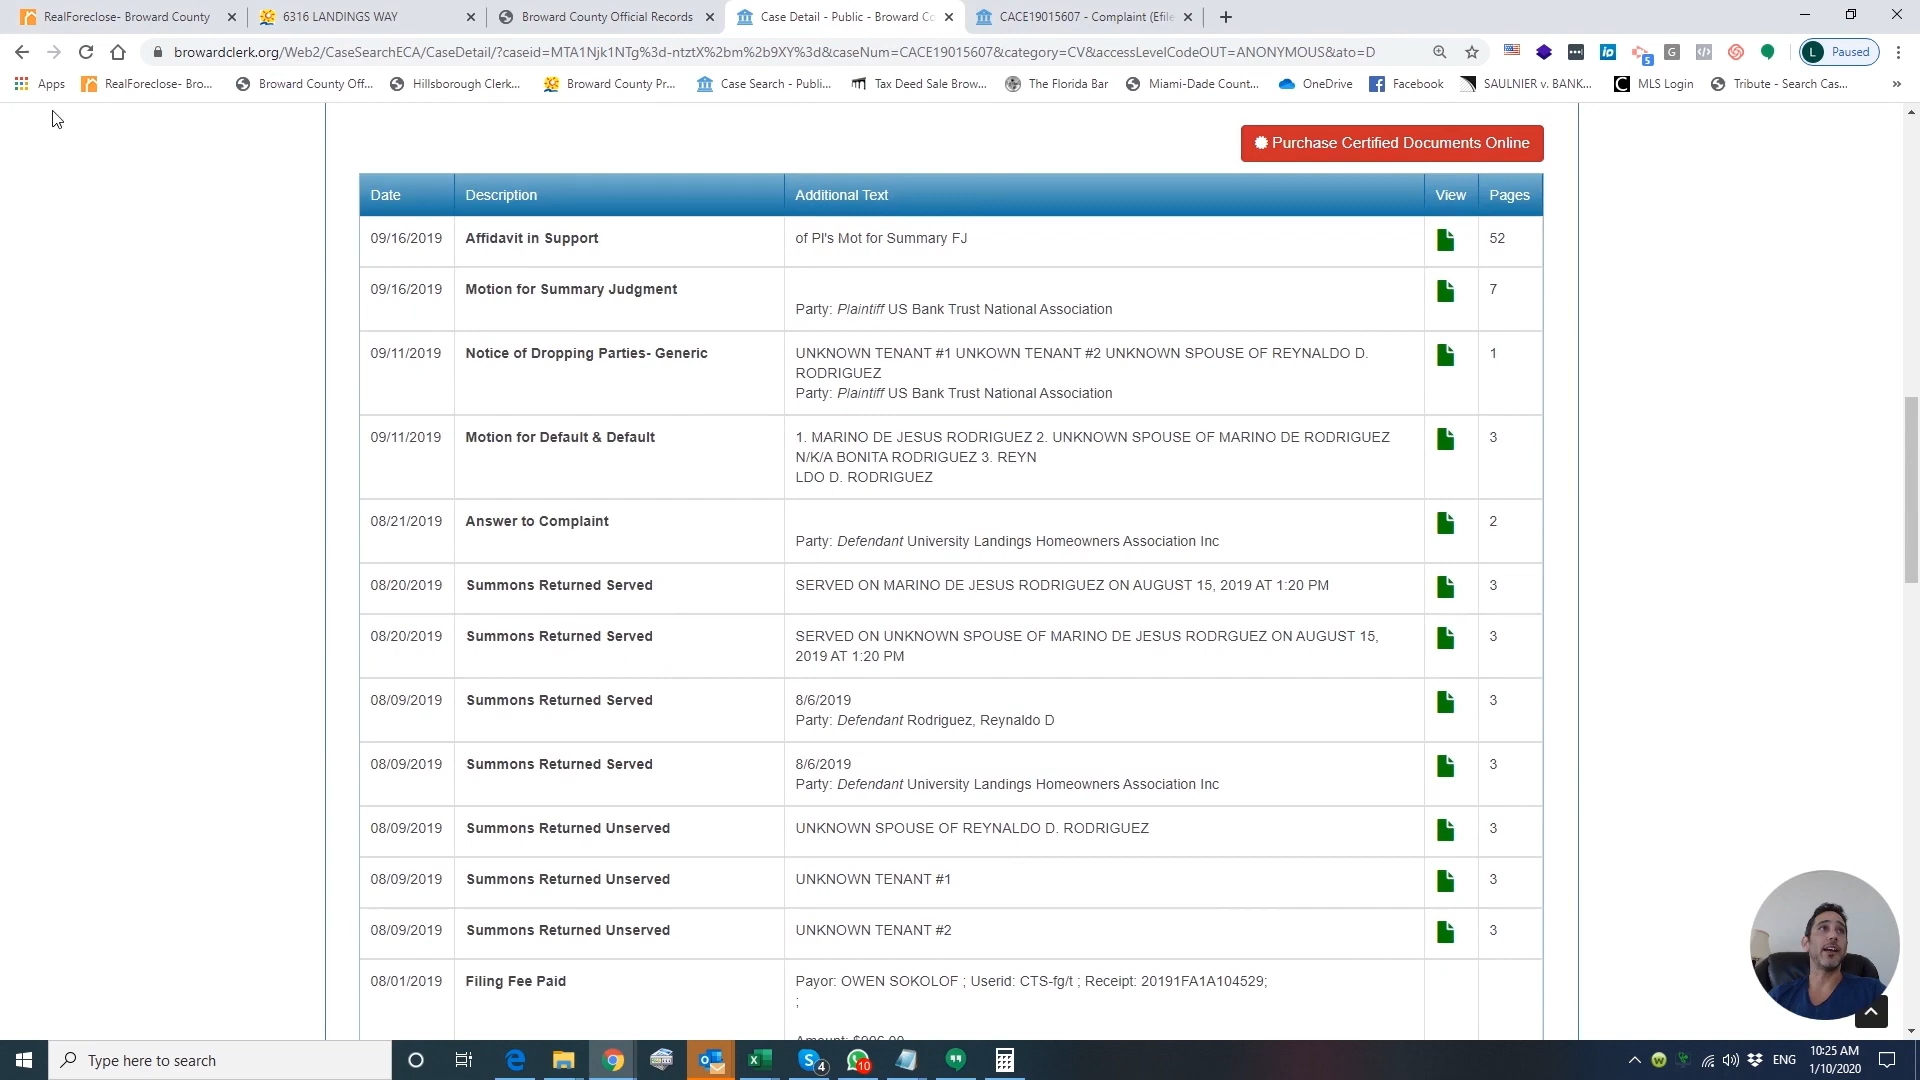 RealForeclose- Broward County
6316 LANDINGS WAY
Broward County Official Records
Case Detail - Public - Broward Co
CACE19015607 - Complaint (Efile
browardclerk.org/Web2/CaseSearchECA/CaseDetail/?caseid=MTA1Njk1NTg%3d-ntztX%2bm%2b9XY%3d&caseNum=CACE19015607&category=CV&accessLevelCodeOUT=ANONYMOUS&ato=D
5
L Paused
Apps
RealForeclose- Bro...
Broward County Off...
Hillsborough Clerk...
Broward County Pr...
Case Search - Publi...
Tax Deed Sale Brow...
The Florida Bar
Miami-Dade Count...
OneDrive
Facebook
SAULNIER v. BANK...
MLS Login
Tribute - Search Cas...
»
Purchase Certified Documents Online
Date Description Additional Text View Pages
09/16/2019 Affidavit in Support of Pl's Mot for Summary FJ 52
09/16/2019 Motion for Summary Judgment 7
Party: Plaintiff US Bank Trust National Association
09/11/2019 Notice of Dropping Parties- Generic UNKNOWN TENANT #1 UNKOWN TENANT #2 UNKNOWN SPOUSE OF REYNALDO D. 1
RODRIGUEZ
Party: Plaintiff US Bank Trust National Association
09/11/2019 Motion for Default & Default 1. MARINO DE JESUS RODRIGUEZ 2. UNKNOWN SPOUSE OF MARINO DE RODRIGUEZ 3
N/K/A BONITA RODRIGUEZ 3. REYN
LDO D. RODRIGUEZ
08/21/2019 Answer to Complaint 2
Party: Defendant University Landings Homeowners Association Inc
08/20/2019 Summons Returned Served SERVED ON MARINO DE JESUS RODRIGUEZ ON AUGUST 15, 2019 AT 1:20 PM 3
08/20/2019 Summons Returned Served SERVED ON UNKNOWN SPOUSE OF MARINO DE JESUS RODRGUEZ ON AUGUST 15, 3
2019 AT 1:20 PM
08/09/2019 Summons Returned Served 8/6/2019 3
Party: Defendant Rodriguez, Reynaldo D
08/09/2019 Summons Returned Served 8/6/2019 3
Party: Defendant University Landings Homeowners Association Inc
08/09/2019 Summons Returned Unserved UNKNOWN SPOUSE OF REYNALDO D. RODRIGUEZ 3
08/09/2019 Summons Returned Unserved UNKNOWN TENANT #1 3
08/09/2019 Summons Returned Unserved UNKNOWN TENANT #2 3
08/01/2019 Filing Fee Paid Payor: OWEN SOKOLOF ; Userid: CTS-fg/t ; Receipt: 20191FA1A104529;
;
Type here to search
4
10
ENG
10:25 AM
1/10/2020